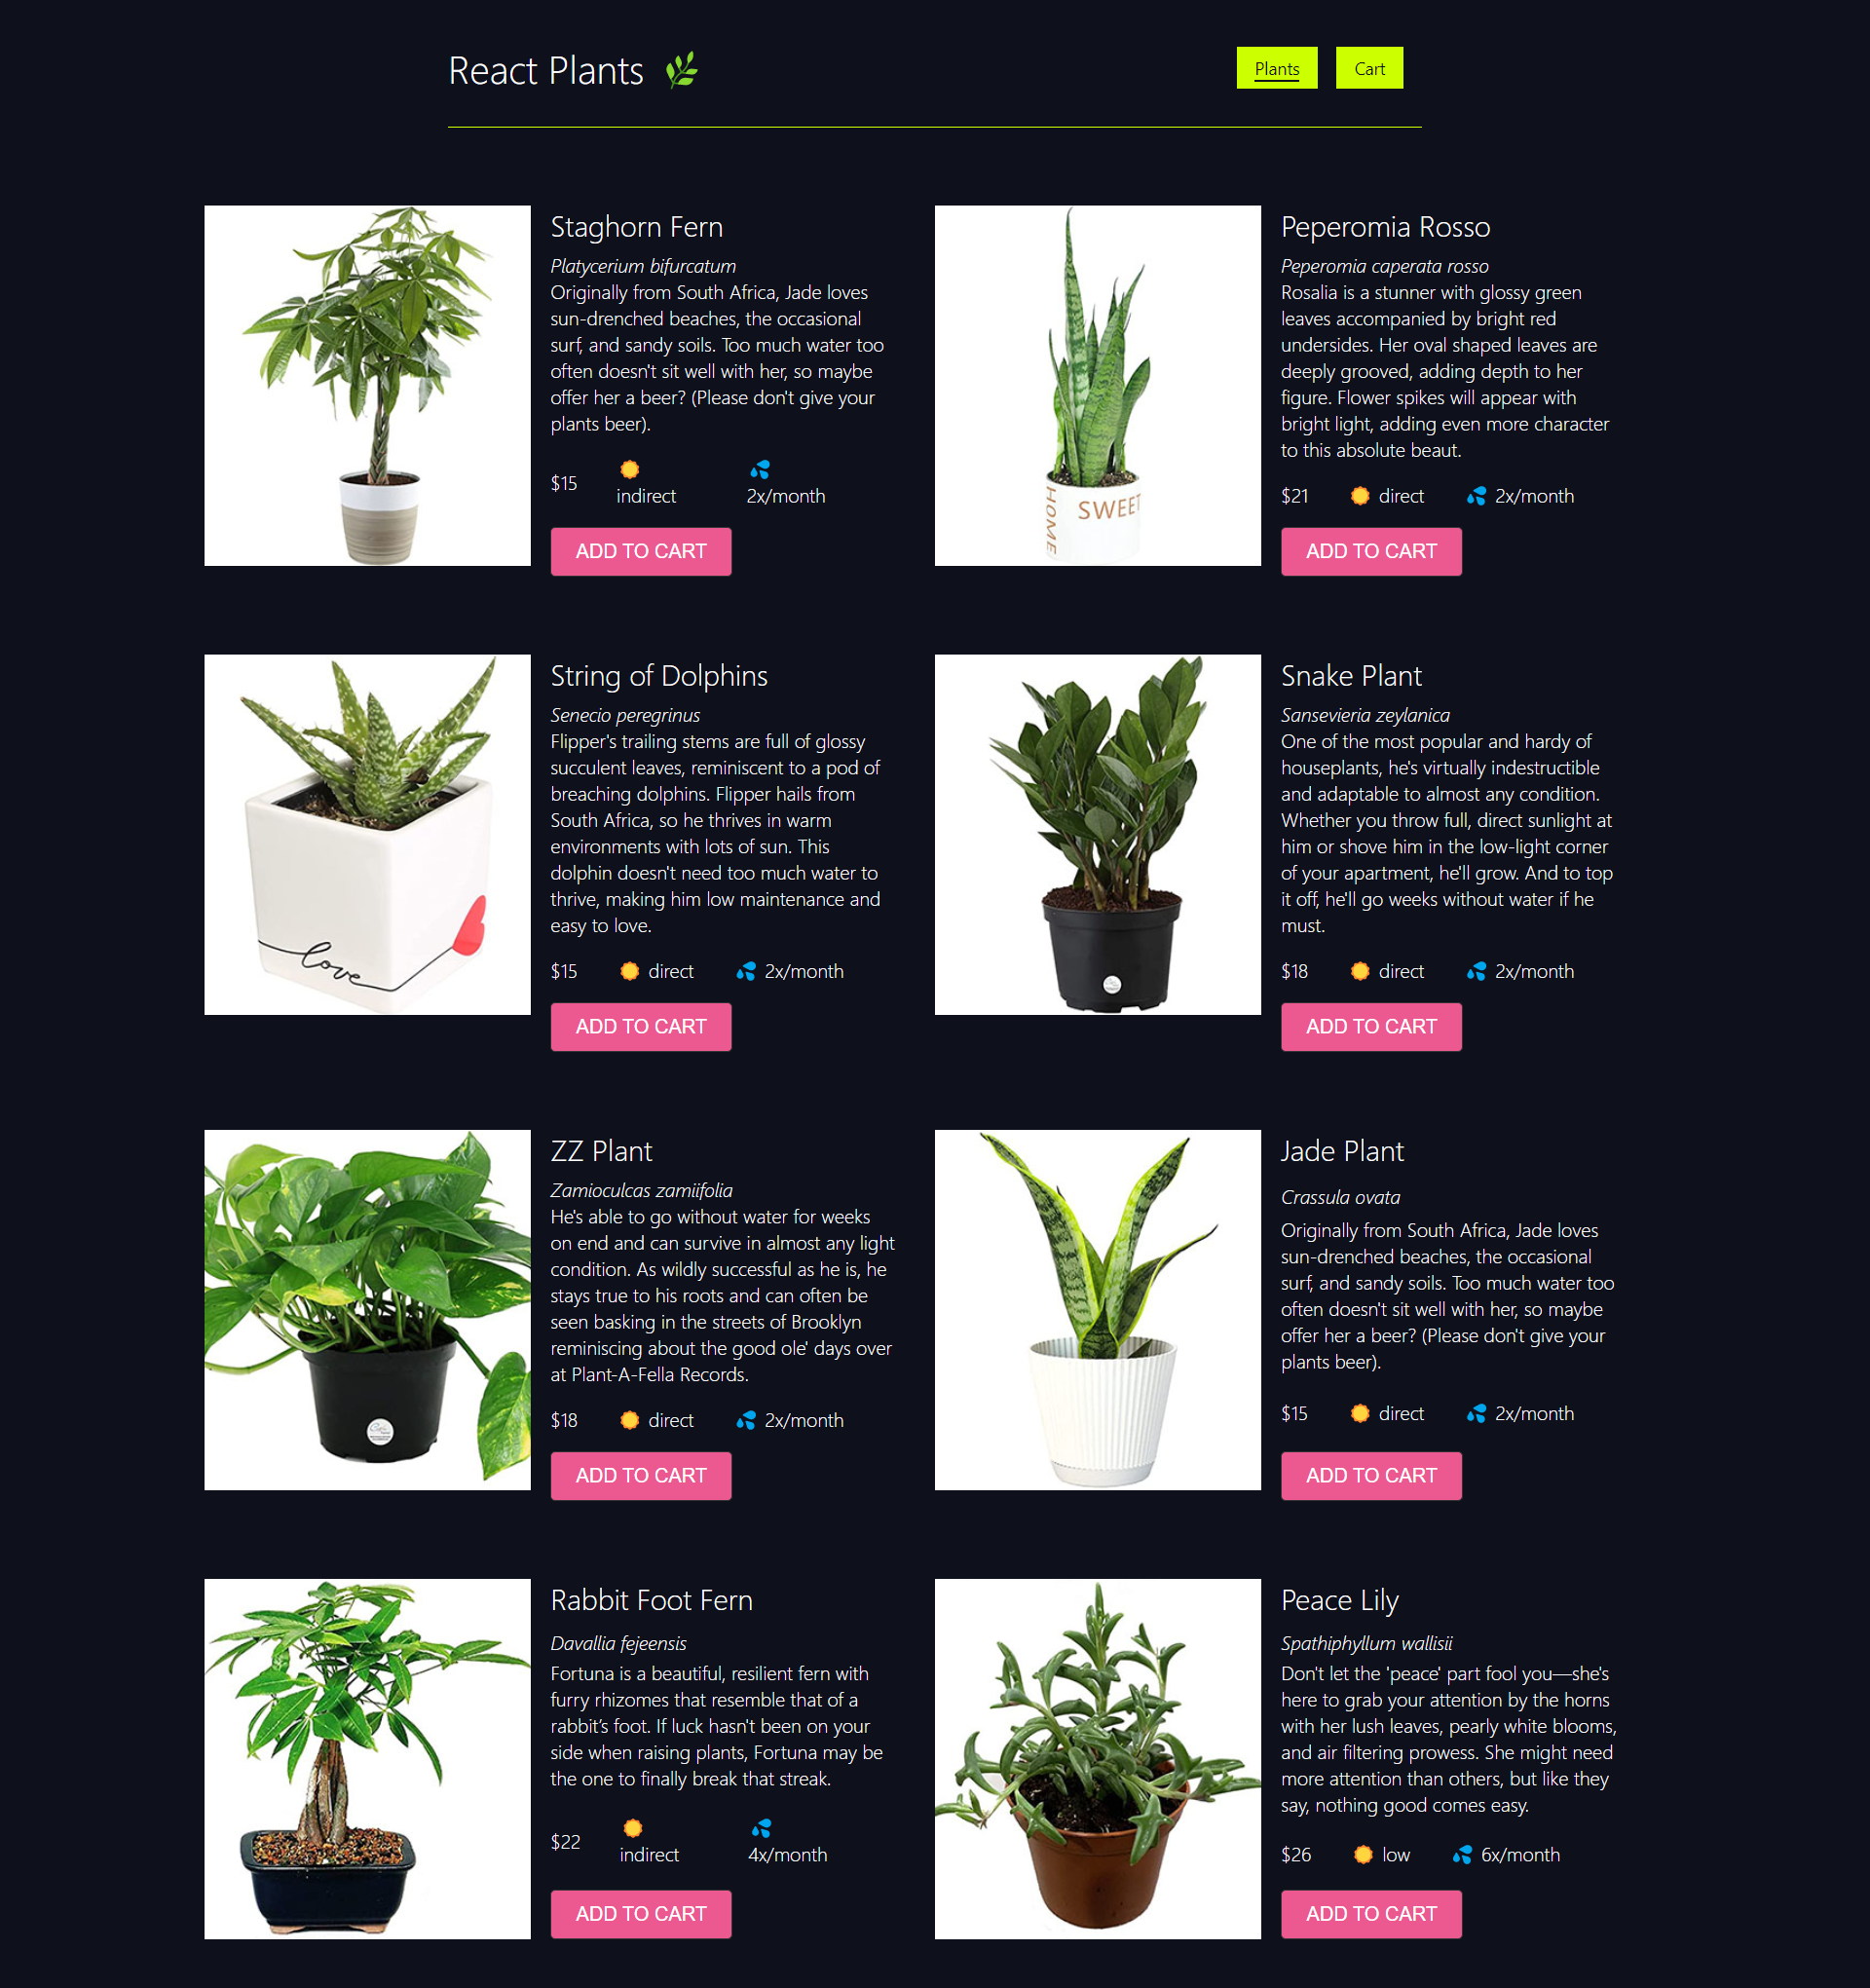 React Plants
Plants
Cart
Staghorn Fern
Platycerium bifurcatum
Originally from South Africa, Jade loves
sun-drenched beaches, the occasional
surf, and sandy soils. Too much water too
often doesn't sit well with her, so maybe
offer her a beer? (Please don't give your
plants beer).
$15
indirect
2x/month
ADD TO CART
HOME
SWEET
Peperomia Rosso
Peperomia caperata rosso
Rosalia is a stunner with glossy green
leaves accompanied by bright red
undersides. Her oval shaped leaves are
deeply grooved, adding depth to her
figure. Flower spikes will appear with
bright light, adding even more character
to this absolute beaut.
$21 direct 2x/month
ADD TO CART
love
String of Dolphins
Senecio peregrinus
Flipper's trailing stems are full of glossy
succulent leaves, reminiscent to a pod of
breaching dolphins. Flipper hails from
South Africa, so he thrives in warm
environments with lots of sun. This
dolphin doesn't need too much water to
thrive, making him low maintenance and
easy to love.
$15 direct 2x/month
ADD TO CART
Snake Plant
Sansevieria zeylanica
One of the most popular and hardy of
houseplants, he's virtually indestructible
and adaptable to almost any condition.
Whether you throw full, direct sunlight at
him or shove him in the low-light corner
of your apartment, he'll grow. And to top
it off, he'll go weeks without water if he
must.
$18 direct 2x/month
ADD TO CART
ZZ Plant
Zamioculcas zamiifolia
He's able to go without water for weeks
on end and can survive in almost any light
condition. As wildly successful as he is, he
stays true to his roots and can often be
seen basking in the streets of Brooklyn
reminiscing about the good ole' days over
at Plant-A-Fella Records.
$18 direct 2x/month
ADD TO CART
Jade Plant
Crassula ovata
Originally from South Africa, Jade loves
sun-drenched beaches, the occasional
surf, and sandy soils. Too much water too
often doesn't sit well with her, so maybe
offer her a beer? (Please don't give your
plants beer).
$15 direct 2x/month
ADD TO CART
Rabbit Foot Fern
Davallia fejeensis
Fortuna is a beautiful, resilient fern with
furry rhizomes that resemble that of a
rabbit’s foot. If luck hasn't been on your
side when raising plants, Fortuna may be
the one to finally break that streak.
$22
indirect
4x/month
ADD TO CART
Peace Lily
Spathiphyllum wallisii
Don't let the 'peace' part fool you—she's
here to grab your attention by the horns
with her lush leaves, pearly white blooms,
and air filtering prowess. She might need
more attention than others, but like they
say, nothing good comes easy.
$26 low 6x/month
ADD TO CART